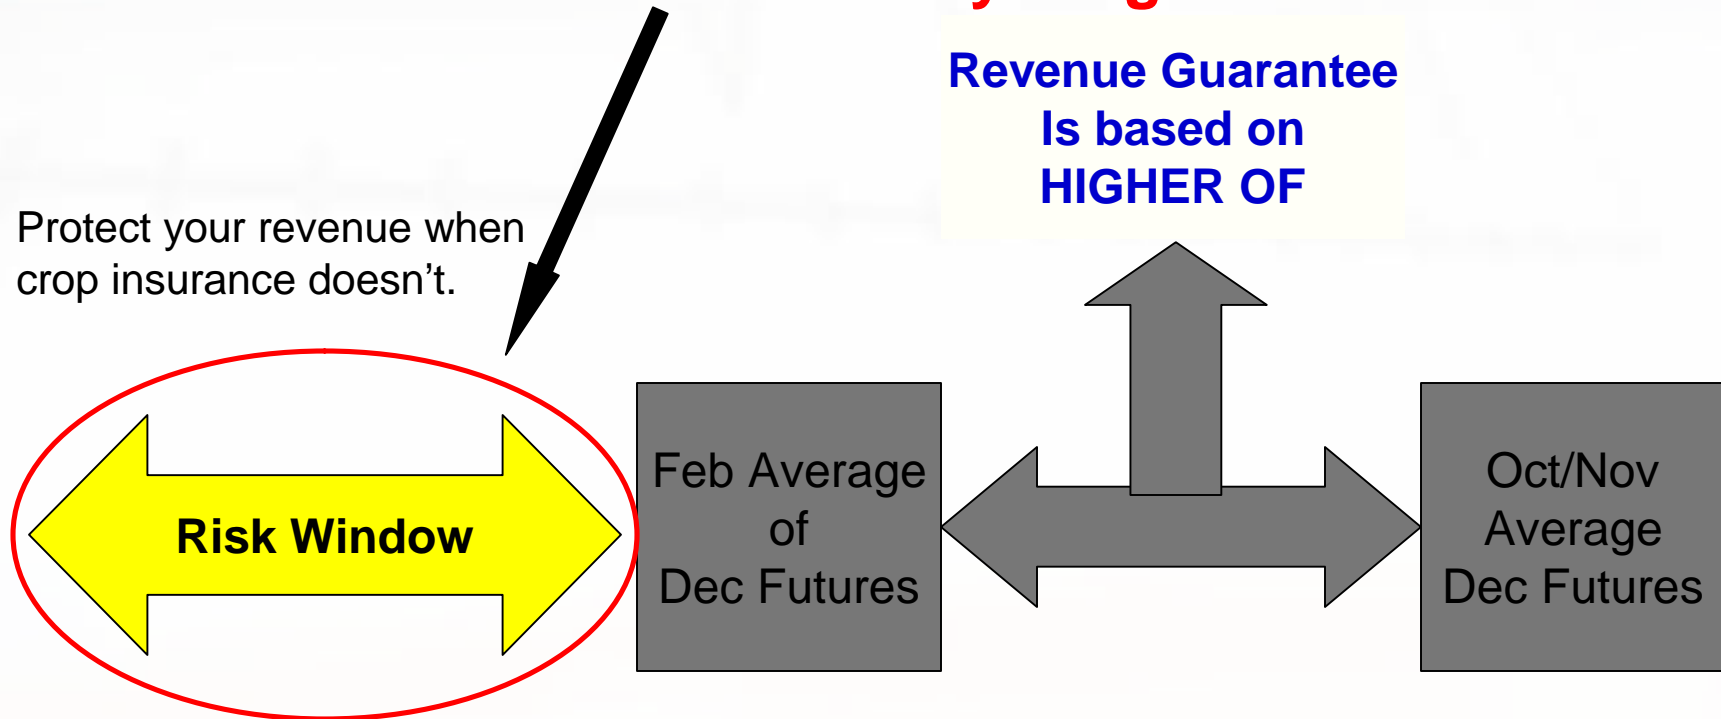 Revenue Guarantee
Is based on
HIGHER OF
Protect your revenue when
crop insurance doesn’t.
Risk Window
Feb Average
of
Dec Futures
Oct/Nov
Average
Dec Futures